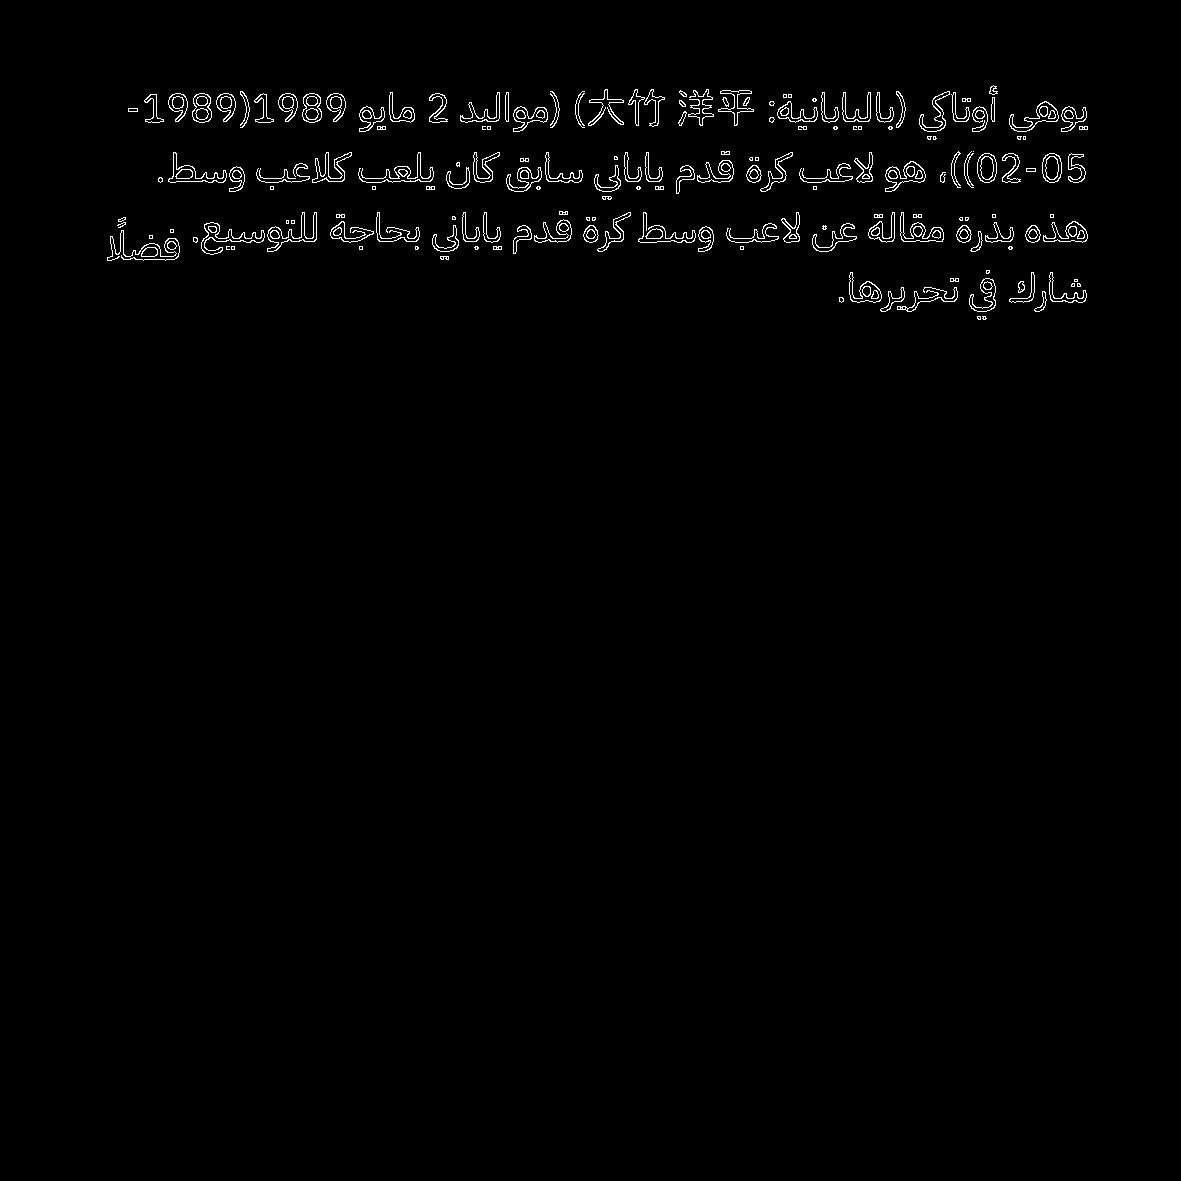 يوهي أوتاكي (باليابانية: 大竹 洋平) (مواليد 2 مايو 1989(1989-
02-05))، هو لاعب كرة قدم ياباني سابق كان يلعب كلاعب وسط.
هذه بذرة مقالة عن لاعب وسط كرة قدم ياباني بحاجة للتوسيع. فضلًا
شارك في تحريرها.